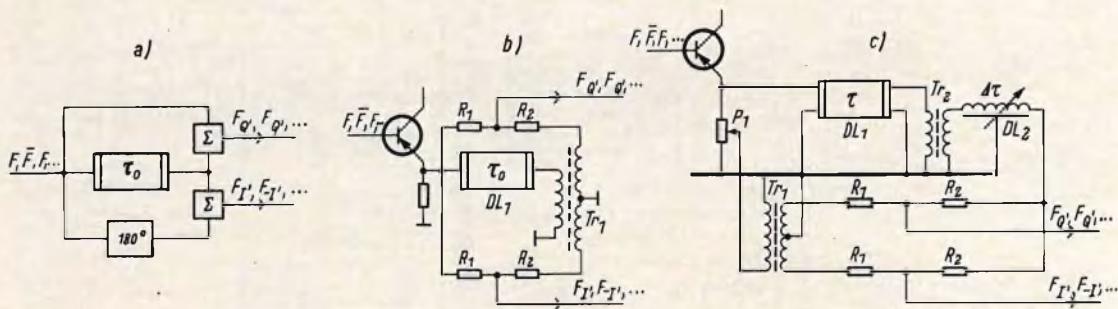 a)
F, F̄, F, ...
τ₀
180°
Σ
Σ
F_Q', F_Q', ...
F_I', F_-I', ...
b)
F, F̄, F, ...
R₁
R₂
F_Q', F_Q', ...
τ₀
DL₁
Tr₁
R₁
R₂
F_I', F_-I', ...
c)
F, F̄, F, ...
P₁
τ
DL₁
Tr₂
Δτ
DL₂
Tr₁
R₁
R₂
F_Q', F_Q', ...
R₁
R₂
F_I', F_-I', ...